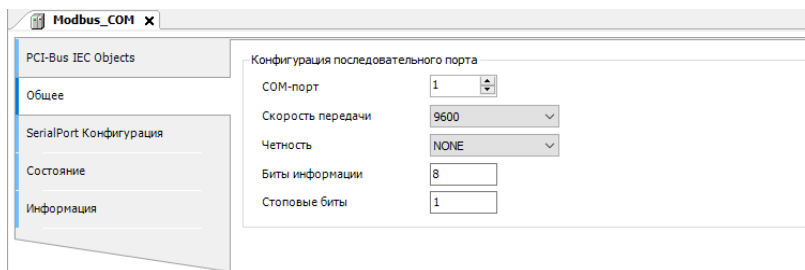 Modbus_COM x
PCI-Bus IEC Objects
Общее
SerialPort Конфигурация
Состояние
Информация
Конфигурация последовательного порта
COM-порт 1
Скорость передачи 9600
Четность NONE
Биты информации 8
Стоповые биты 1